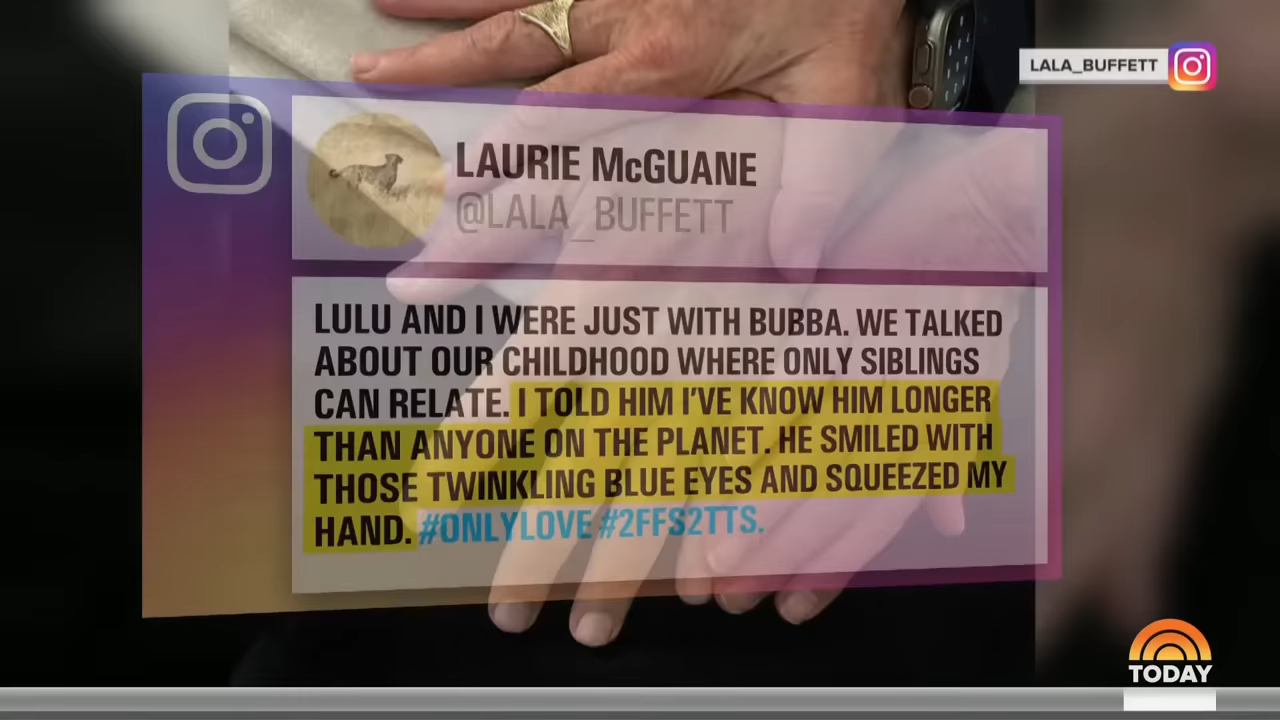 LALA_BUFFETT
LAURIE McGUANE
@LALA_BUFFETT
LULU AND I WERE JUST WITH BUBBA. WE TALKED
ABOUT OUR CHILDHOOD WHERE ONLY SIBLINGS
CAN RELATE. I TOLD HIM I'VE KNOW HIM LONGER
THAN ANYONE ON THE PLANET. HE SMILED WITH
THOSE TWINKLING BLUE EYES AND SQUEEZED MY
HAND. #ONLYLOVE #2FFS2TTS.
TODAY